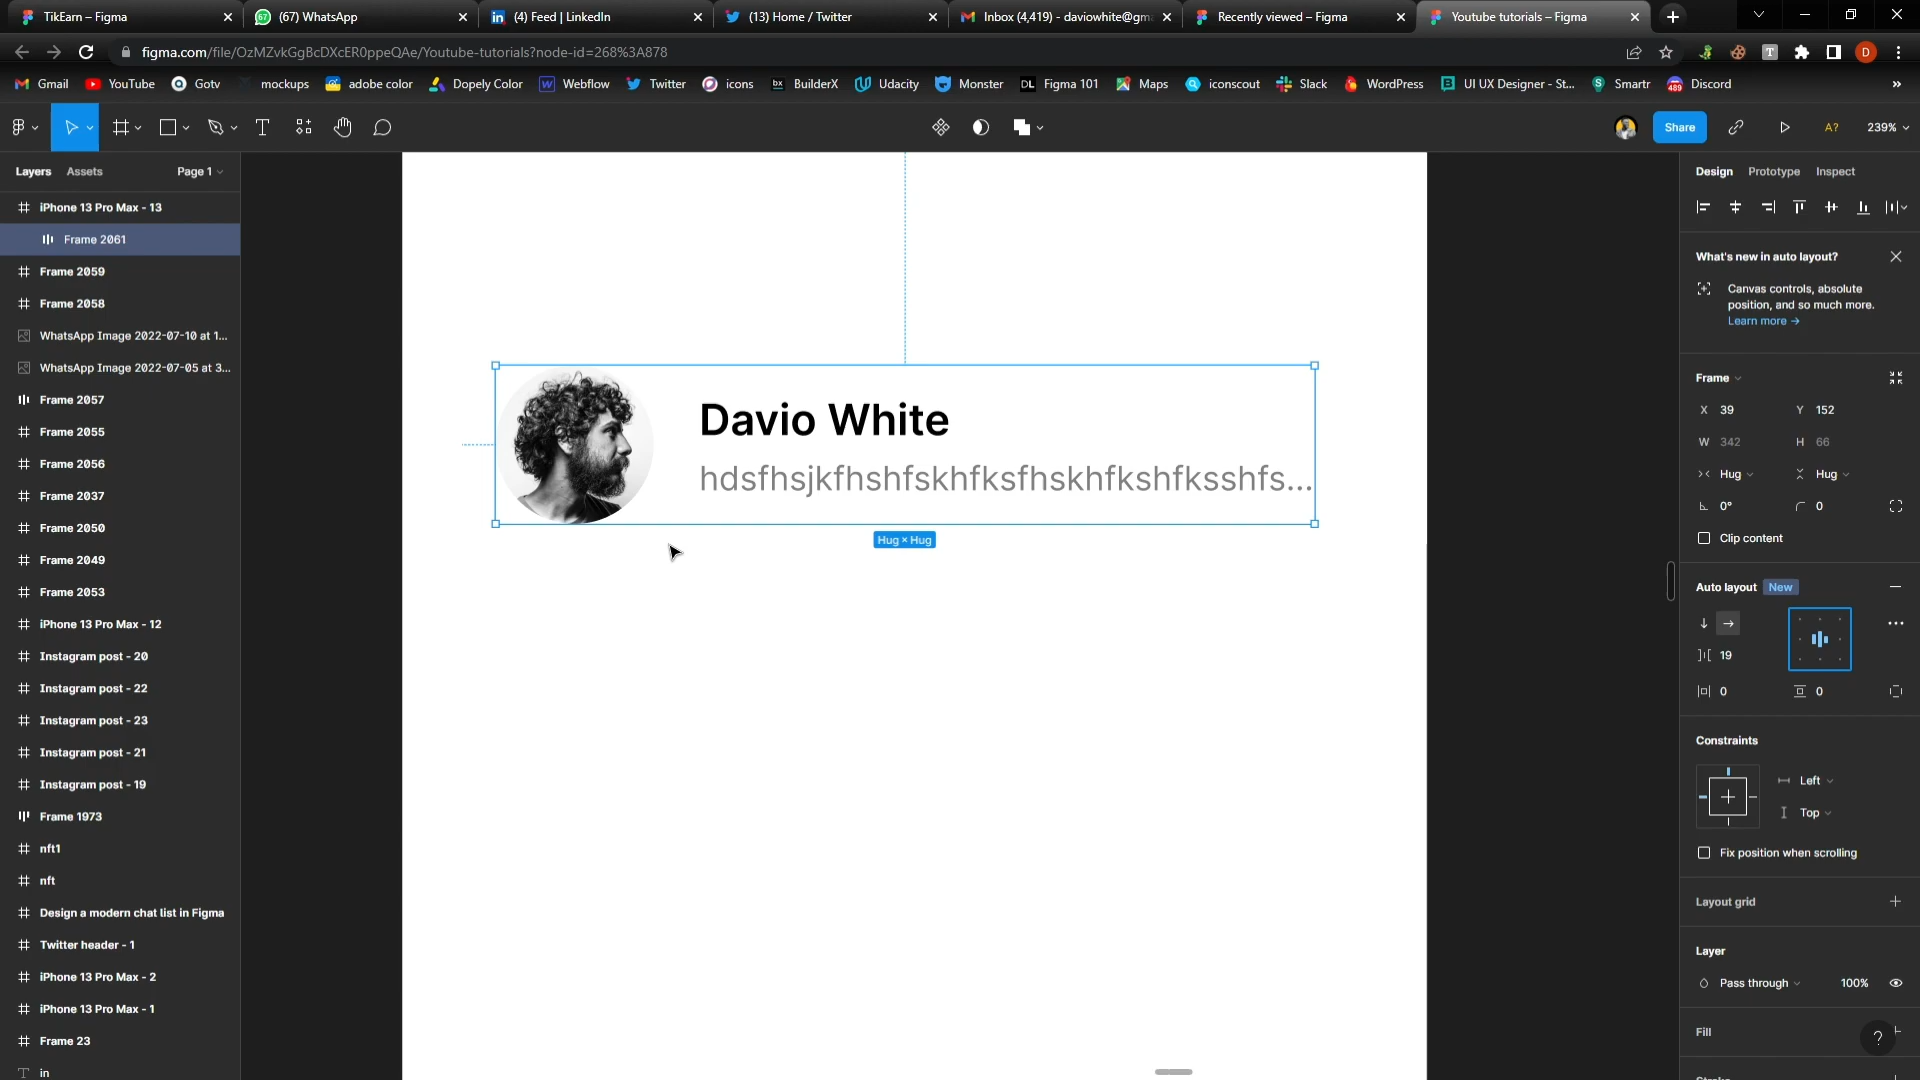 TikEarn – Figma
(67) WhatsApp
(4) Feed | LinkedIn
(13) Home / Twitter
Inbox (4,419) - daviowhite@gm
Recently viewed – Figma
Youtube tutorials – Figma
figma.com/file/OzMZvkGgBcDXcER0ppeQAe/Youtube-tutorials?node-id=268%3A878
Gmail
YouTube
Gotv
mockups
adobe color
Dopely Color
Webflow
Twitter
icons
BuilderX
Udacity
Monster
Figma 101
Maps
iconscout
Slack
WordPress
UI UX Designer - St...
Smartr
Discord
Share
A?
239%
Layers
Assets
Page 1
iPhone 13 Pro Max - 13
Frame 2061
Frame 2059
Frame 2058
WhatsApp Image 2022-07-10 at 1...
WhatsApp Image 2022-07-05 at 3...
Frame 2057
Frame 2055
Frame 2056
Frame 2037
Frame 2050
Frame 2049
Frame 2053
iPhone 13 Pro Max - 12
Instagram post - 20
Instagram post - 22
Instagram post - 23
Instagram post - 21
Instagram post - 19
Frame 1973
nft1
nft
Design a modern chat list in Figma
Twitter header - 1
iPhone 13 Pro Max - 2
iPhone 13 Pro Max - 1
Frame 23
in
Davio White
hdsfhsjkfhshfskhfksfhskhfkshfksshfs...
Hug × Hug
Design
Prototype
Inspect
What's new in auto layout?
Canvas controls, absolute
position, and so much more.
Learn more →
Frame
X 39
Y 152
W 342
H 66
Hug
Hug
0°
0
Clip content
Auto layout
New
19
0
0
Constraints
Left
Top
Fix position when scrolling
Layout grid
Layer
Pass through
100%
Fill
?